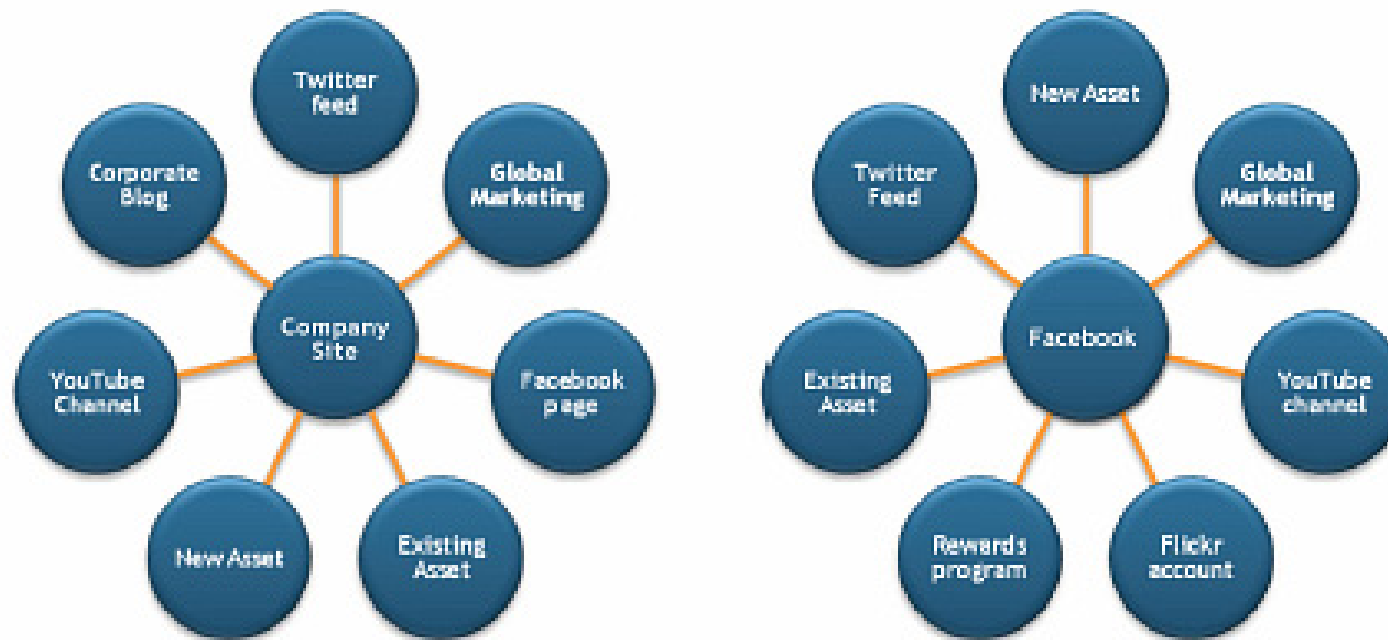 Twitter
feed
Global
Marketing
Facebook
page
Existing
Asset
New Asset
YouTube
Channel
Corporate
Blog
Company
Site
New Asset
Global
Marketing
YouTube
channel
Flickr
account
Rewards
program
Existing
Asset
Twitter
Feed
Facebook